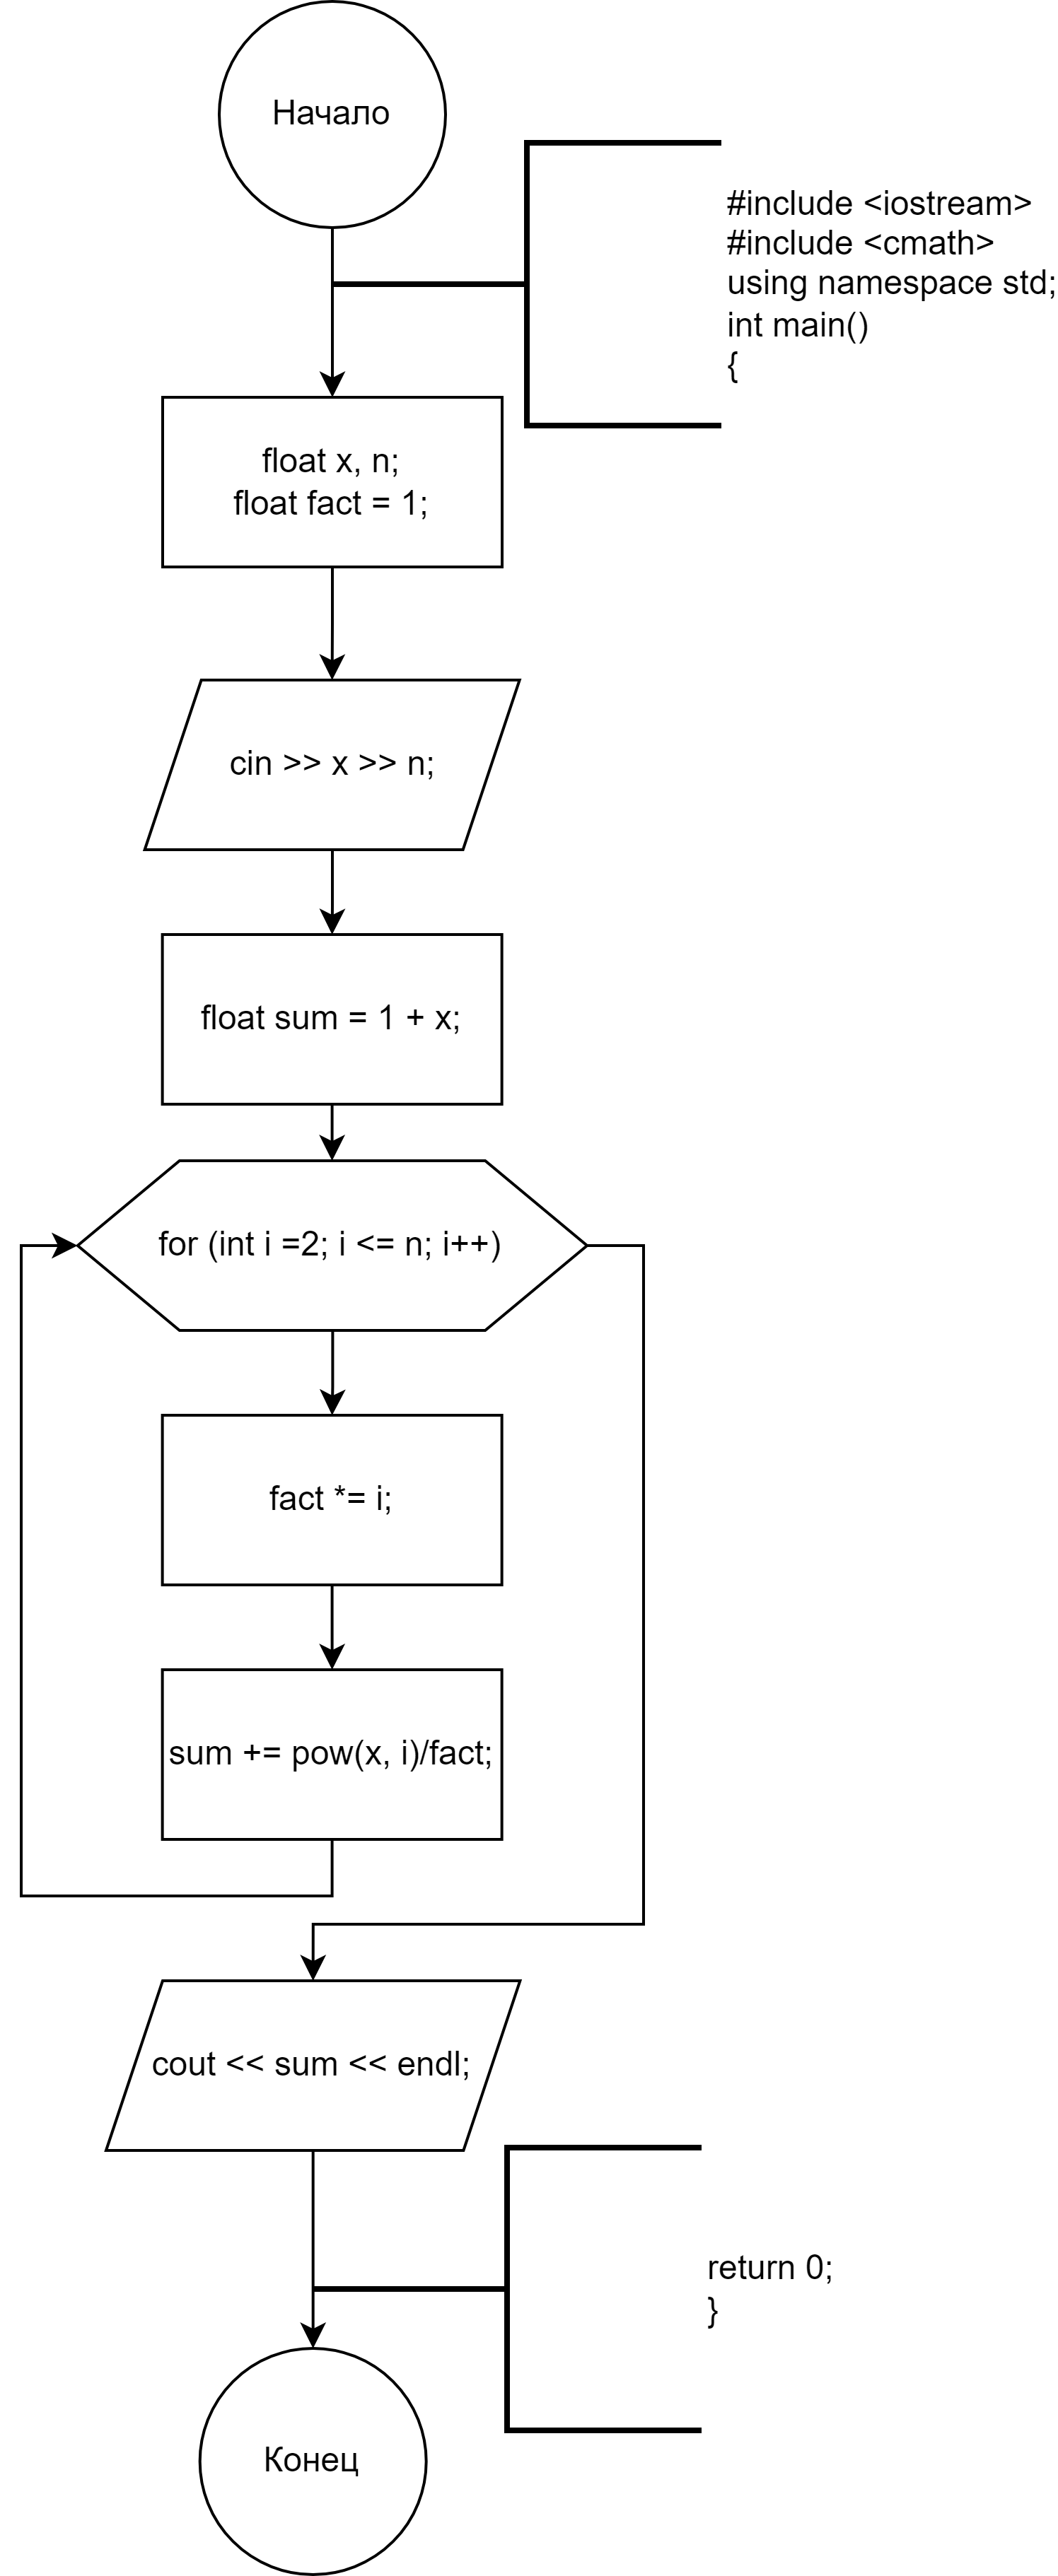 Начало
#include <iostream>
#include <cmath>
using namespace std;
int main()
{
float x, n;
float fact = 1;
cin >> x >> n;
float sum = 1 + x;
for (int i =2; i <= n; i++)
fact *= i;
sum += pow(x, i)/fact;
cout << sum << endl;
return 0;
}
Конец